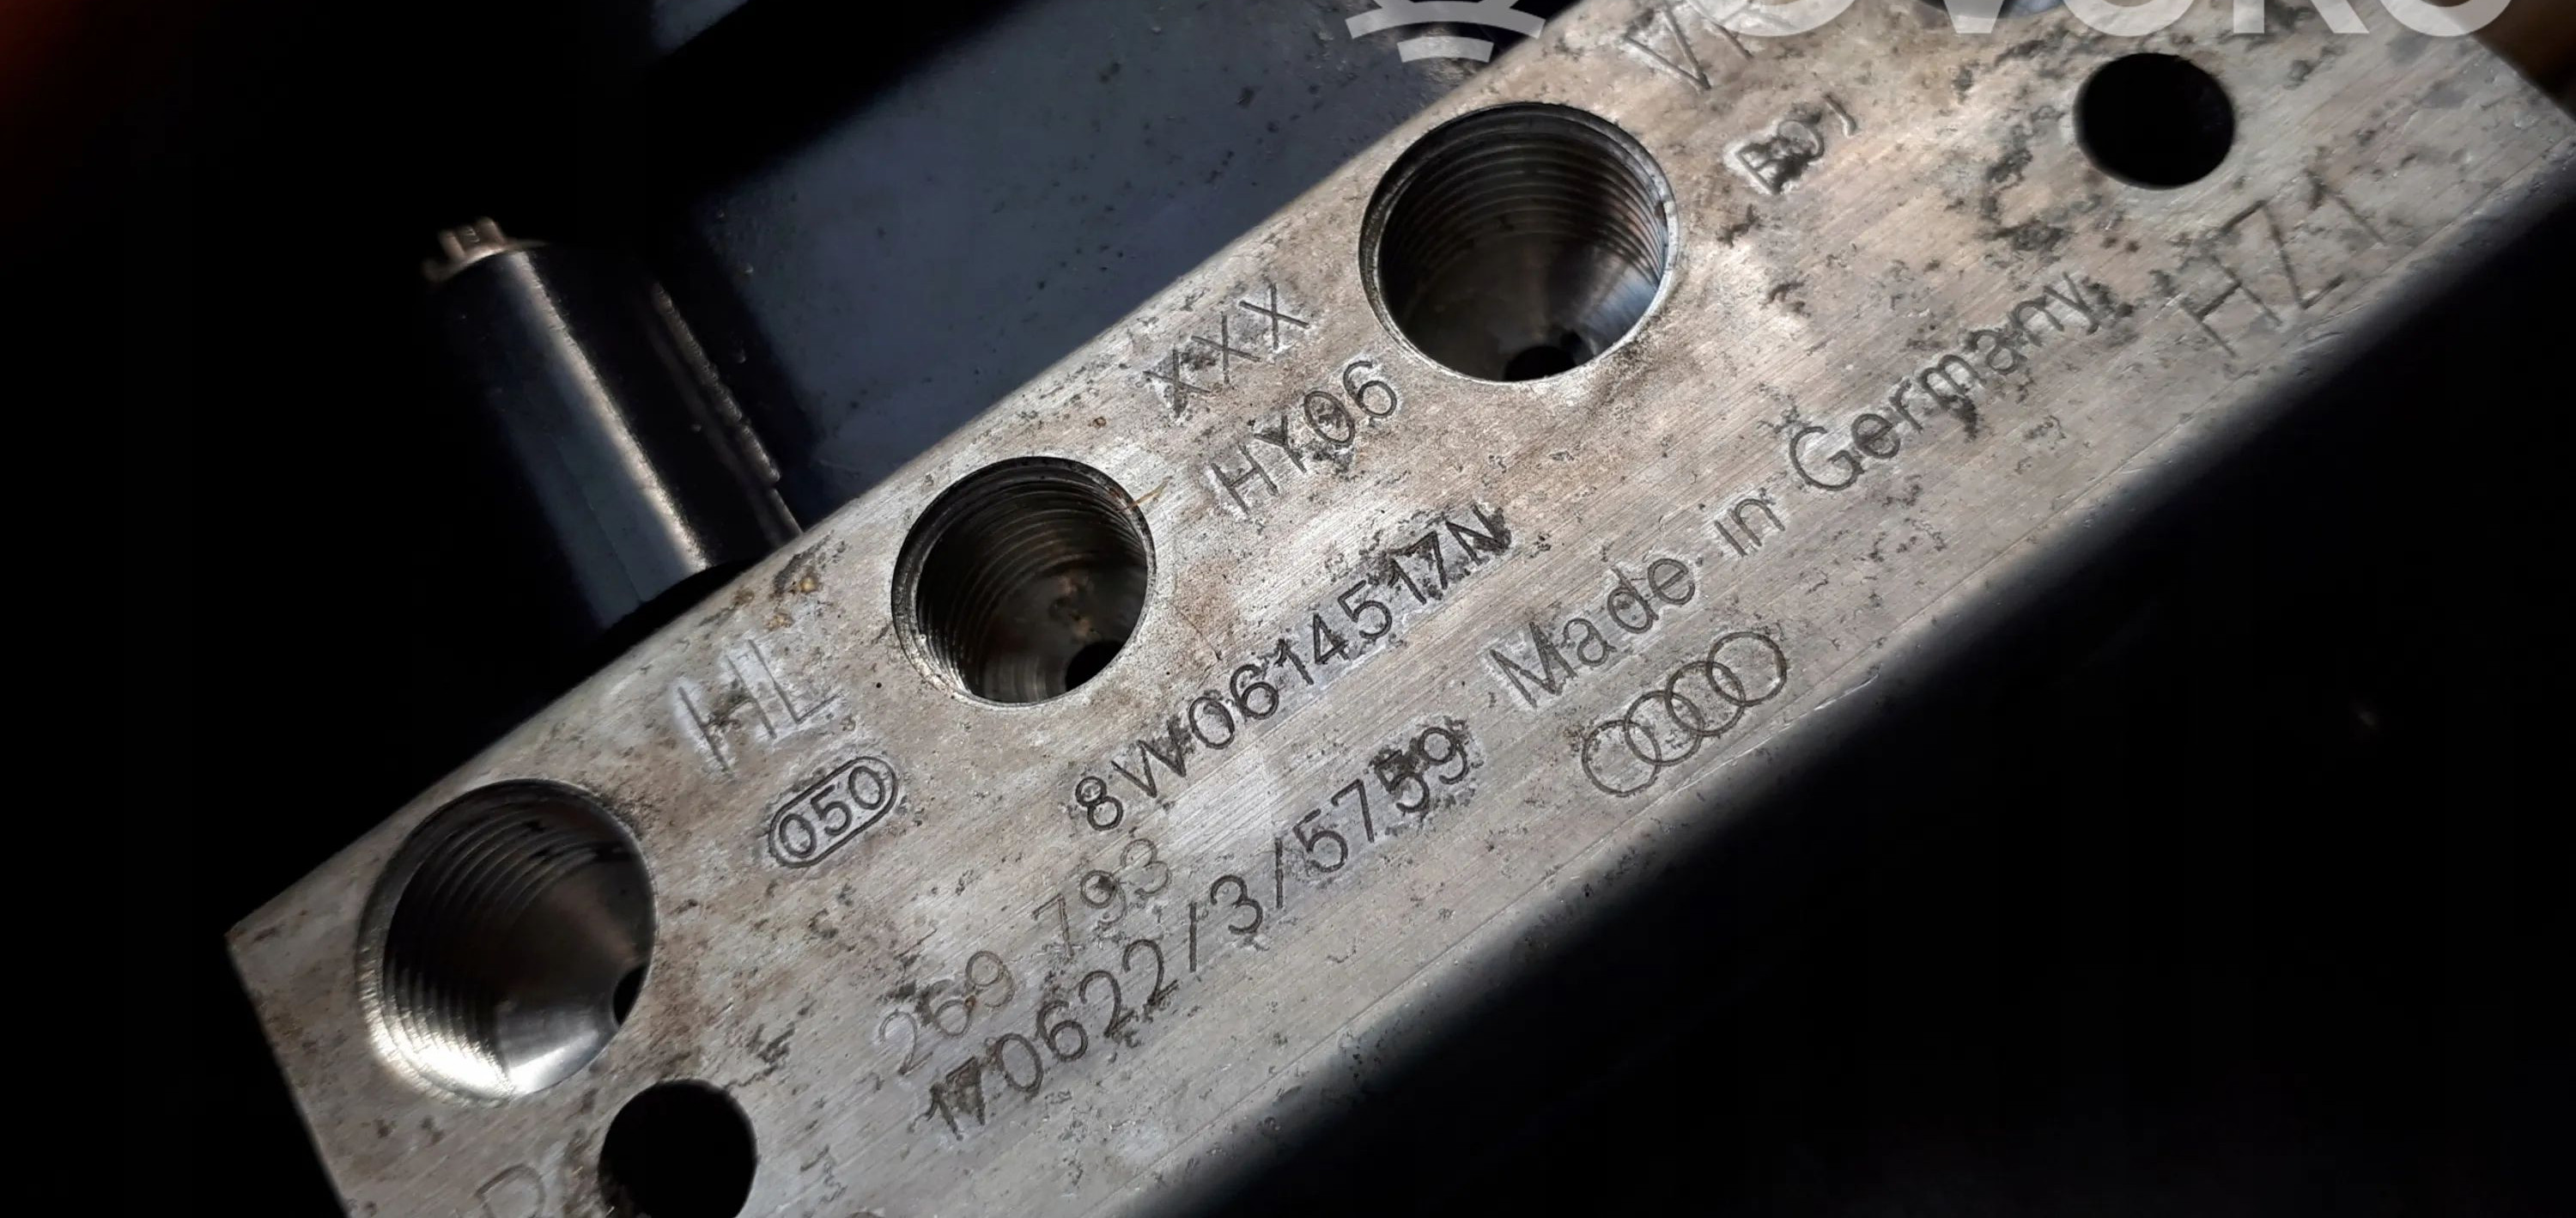 XXX
HY06
HZ1
HL
050
8W0614517N
Made in Germany
269 793
170622/3/5759